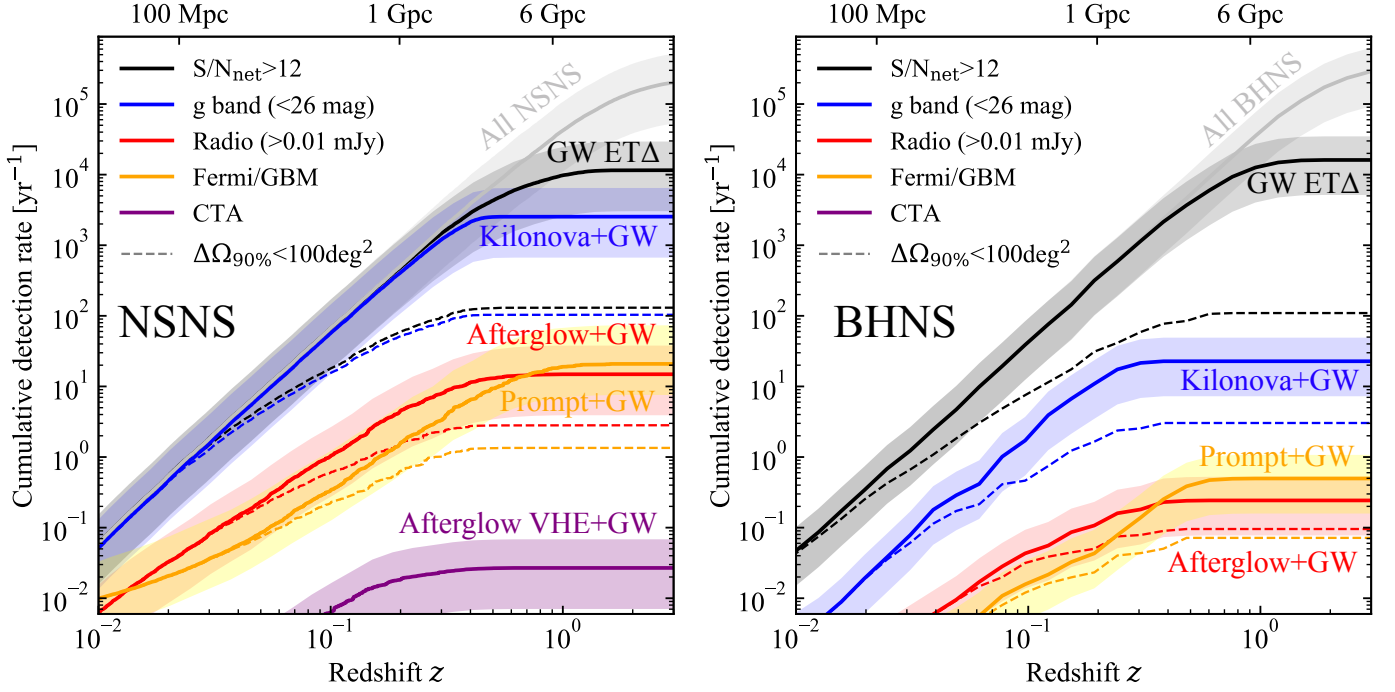 100 Mpc 1 Gpc 6 Gpc
S/N_net>12
g band (<26 mag)
Radio (>0.01 mJy)
Fermi/GBM
CTA
ΔΩ_90%<100deg²
All NSNS
GW ETΔ
Kilonova+GW
NSNS
Afterglow+GW
Prompt+GW
Afterglow VHE+GW
Cumulative detection rate [yr⁻¹]
10⁵
10⁴
10³
10²
10¹
10⁰
10⁻¹
10⁻²
10⁻² 10⁻¹ 10⁰
Redshift z
100 Mpc 1 Gpc 6 Gpc
S/N_net>12
g band (<26 mag)
Radio (>0.01 mJy)
Fermi/GBM
CTA
ΔΩ_90%<100deg²
All BHNS
GW ETΔ
BHNS
Kilonova+GW
Prompt+GW
Afterglow+GW
Cumulative detection rate [yr⁻¹]
10⁵
10⁴
10³
10²
10¹
10⁰
10⁻¹
10⁻²
10⁻² 10⁻¹ 10⁰
Redshift z